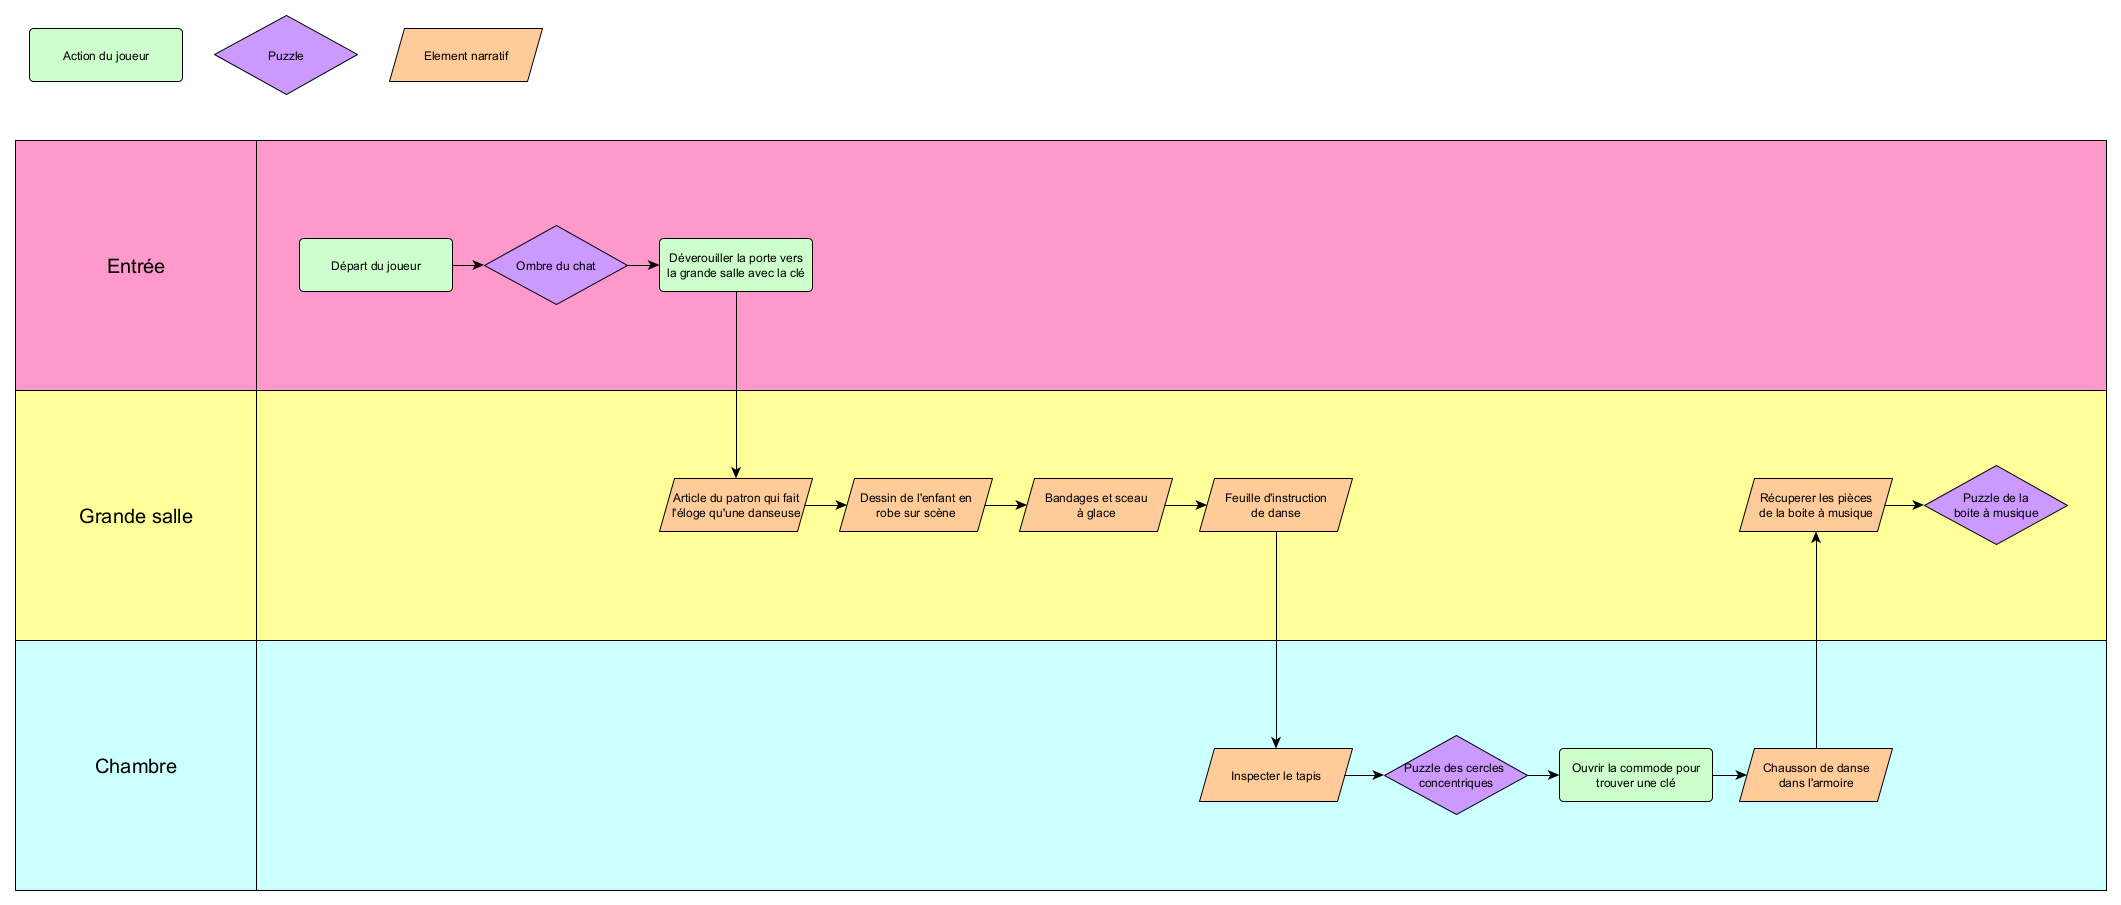 Action du joueur
Puzzle
Element narratif
Entrée
Départ du joueur
Ombre du chat
Déverouiller la porte vers
la grande salle avec la clé
Grande salle
Article du patron qui fait
l'éloge qu'une danseuse
Dessin de l'enfant en
robe sur scène
Bandages et sceau
à glace
Feuille d'instruction
de danse
Récuperer les pièces
de la boite à musique
Puzzle de la
boite à musique
Chambre
Inspecter le tapis
Puzzle des cercles
concentriques
Ouvrir la commode pour
trouver une clé
Chausson de danse
dans l'armoire